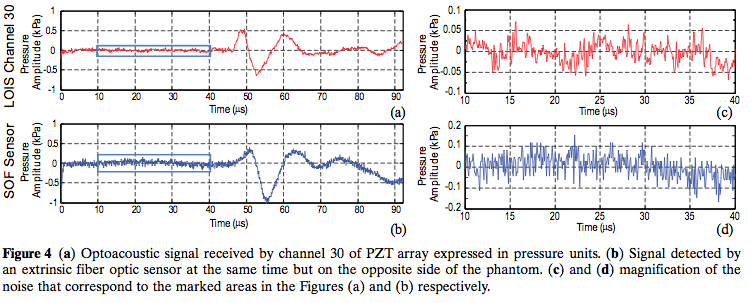 LOIS Channel 30
Pressure
Amplitude (kPa)
1
0.5
0
-0.5
-1
0 10 20 30 40 50 60 70 80 90
Time (µs)
(a)
Pressure
Amplitude (kPa)
0.1
0.05
0
-0.05
-0.1
10 15 20 25 30 35 40
Time (µs)
(c)
SOF Sensor
Pressure
Amplitude (kPa)
1
0.5
0
-0.5
-1
0 10 20 30 40 50 60 70 80 90
Time (µs)
(b)
Pressure
Amplitude (kPa)
0.2
0.1
0
-0.1
-0.2
10 15 20 25 30 35 40
Time (µs)
(d)
Figure 4 (a) Optoacoustic signal received by channel 30 of PZT array expressed in pressure units. (b) Signal detected by
an extrinsic fiber optic sensor at the same time but on the opposite side of the phantom. (c) and (d) magnification of the
noise that correspond to the marked areas in the Figures (a) and (b) respectively.